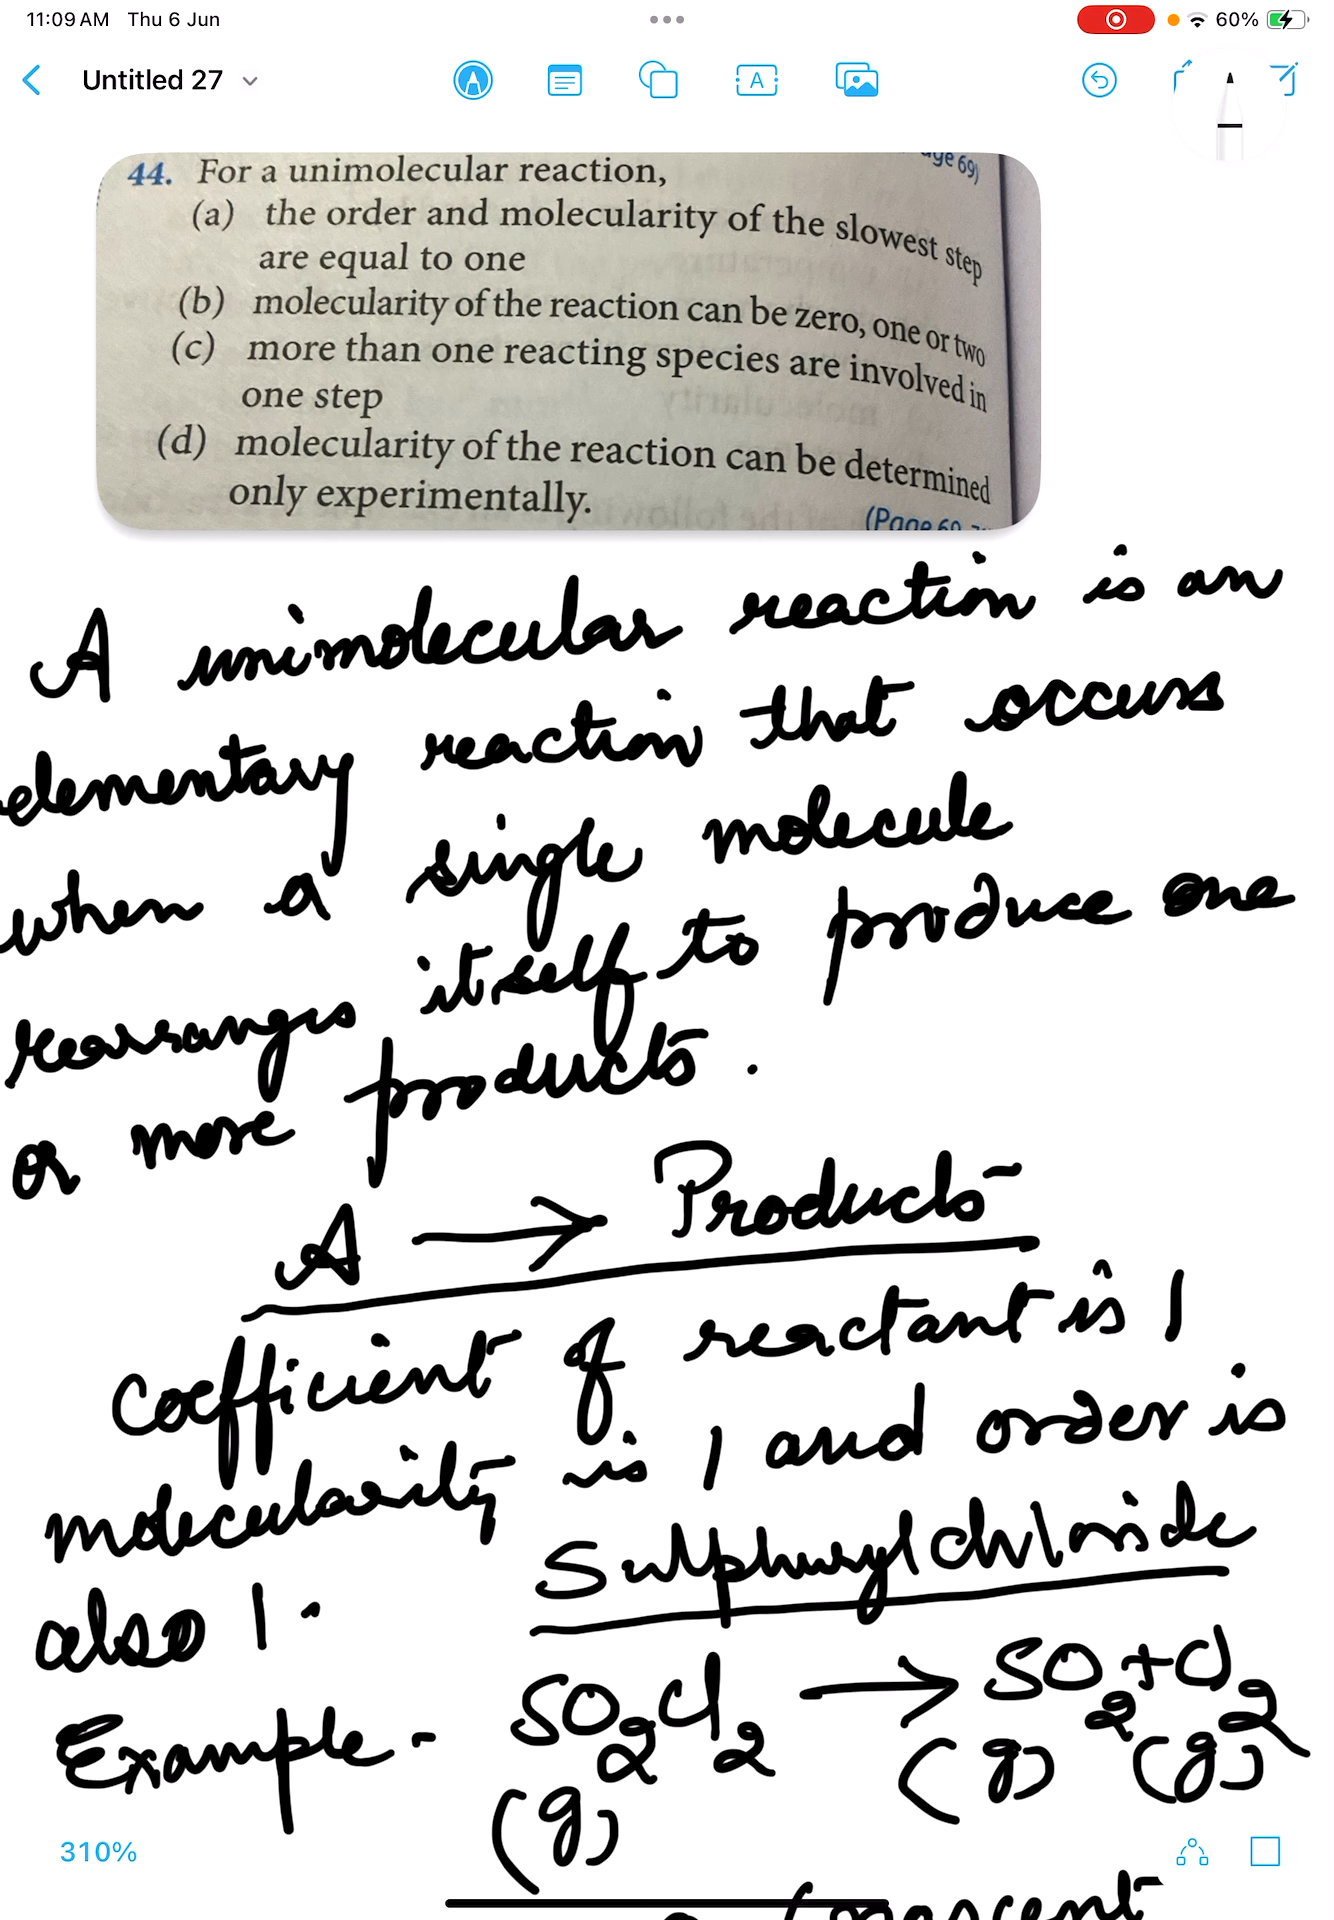 11:09 AM Thu 6 Jun
60%
Untitled 27
A
44. For a unimolecular reaction,
(a) the order and molecularity of the slowest step
are equal to one
(b) molecularity of the reaction can be zero, one or two
(c) more than one reacting species are involved in
one step
(d) molecularity of the reaction can be determined
only experimentally.
A unimolecular reaction is an
elementary reaction that occurs
when a single molecule
rearranges itself to produce one
or more products.
A → Products
Coefficient of reactant is 1
molecularity is 1 and order is
also 1.
Sulphuryl chloride
Example - SO2Cl2 → SO2 + Cl2
(g) (g) (g)
310%